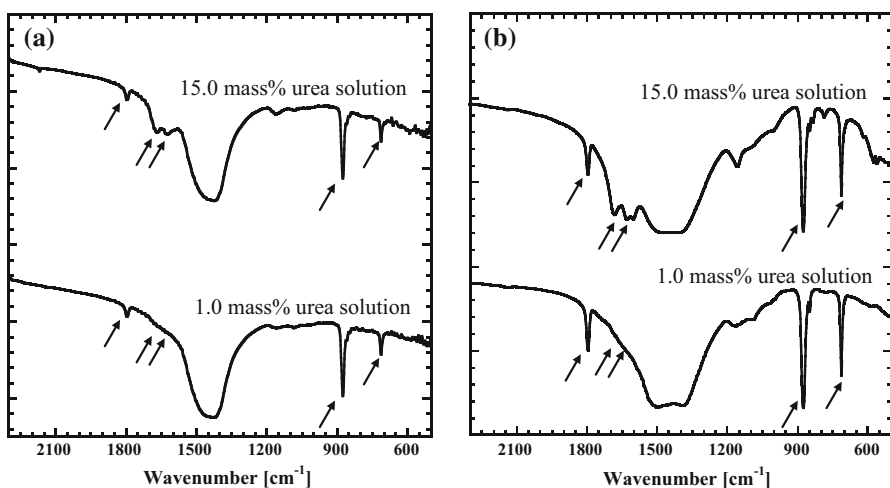 (a)
15.0 mass% urea solution
1.0 mass% urea solution
2100 1800 1500 1200 900 600
Wavenumber [cm⁻¹]
(b)
15.0 mass% urea solution
1.0 mass% urea solution
2100 1800 1500 1200 900 600
Wavenumber [cm⁻¹]